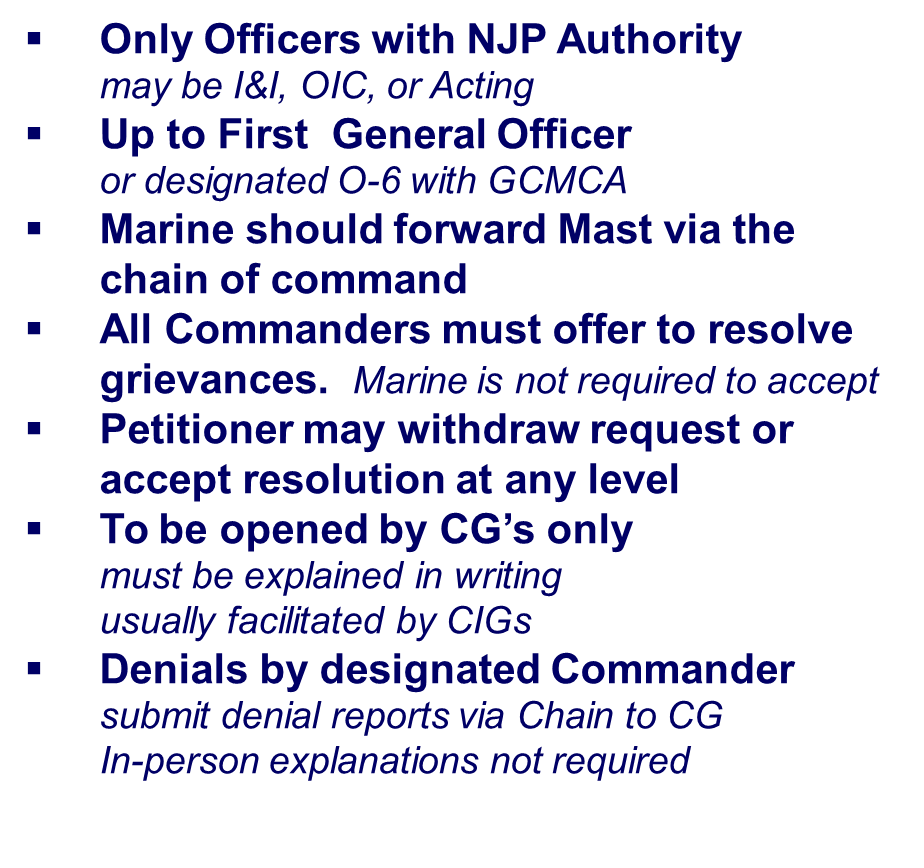 ▪ Only Officers with NJP Authority
may be I&I, OIC, or Acting
▪ Up to First  General Officer
or designated O-6 with GCMCA
▪ Marine should forward Mast via the
chain of command
▪ All Commanders must offer to resolve
grievances.  Marine is not required to accept
▪ Petitioner may withdraw request or
accept resolution at any level
▪ To be opened by CG’s only
must be explained in writing
usually facilitated by CIGs
▪ Denials by designated Commander
submit denial reports via Chain to CG
In-person explanations not required